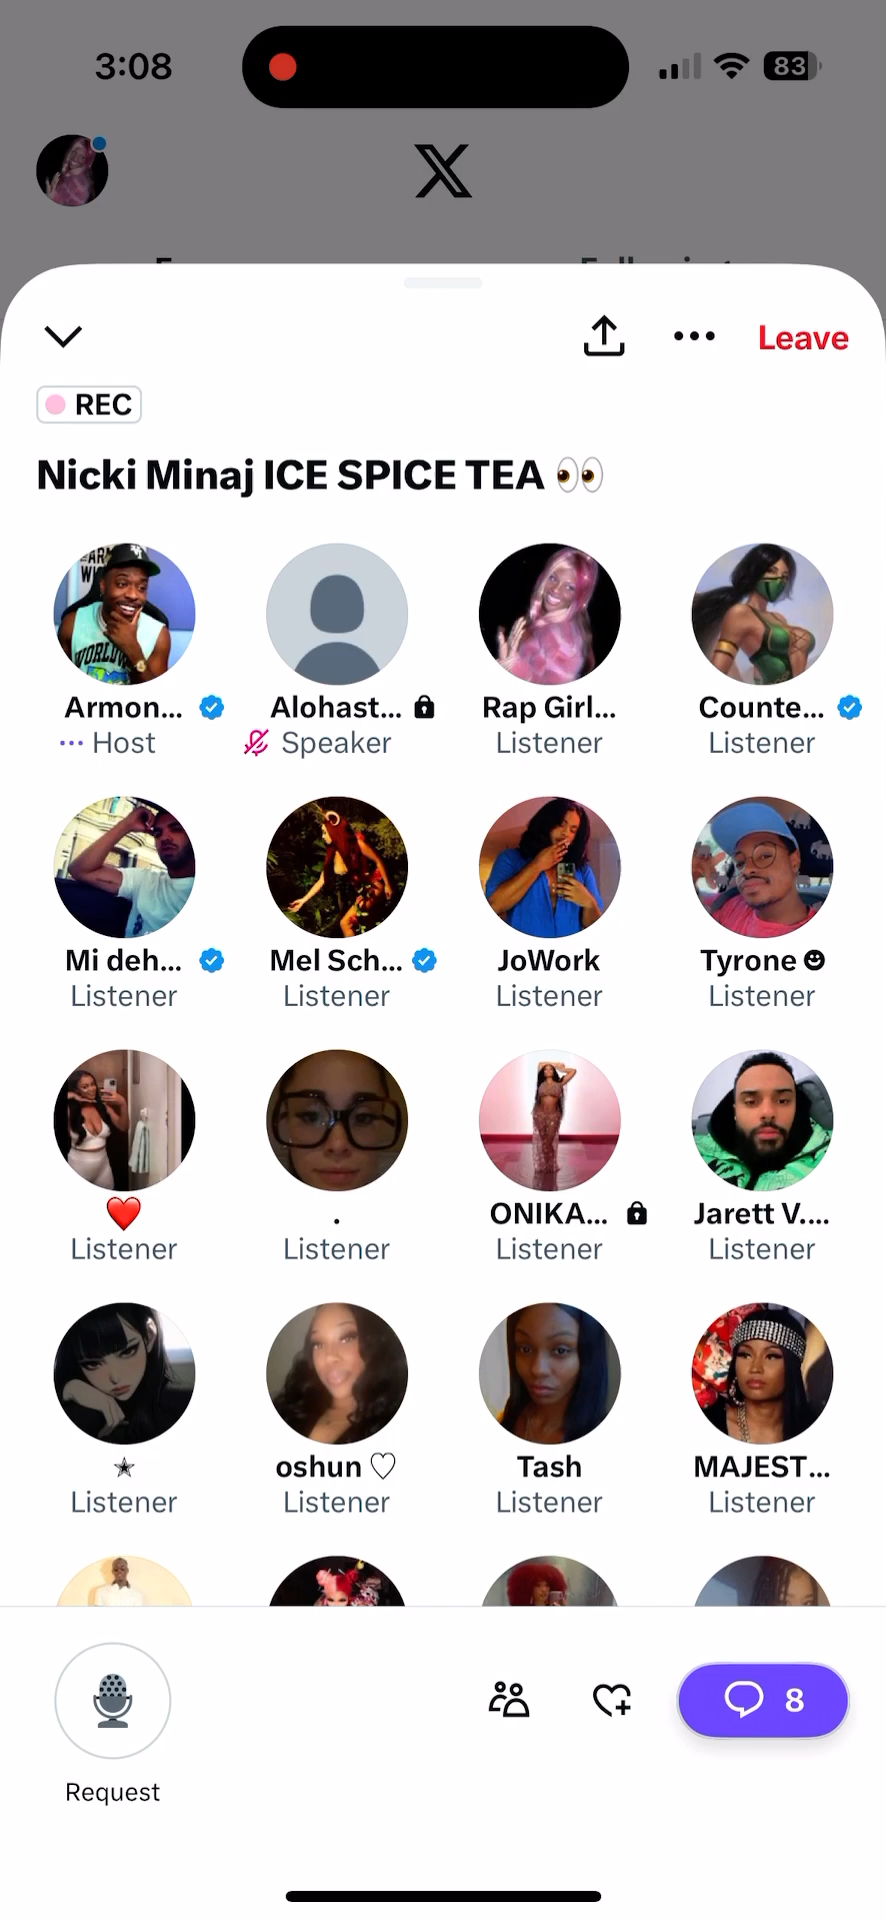 3:08
83
Leave
REC
Nicki Minaj ICE SPICE TEA 👀
Armon...
Alohast...
Rap Girl...
Counte...
Host
Speaker
Listener
Listener
Mi deh...
Mel Sch...
JoWork
Tyrone ☻
Listener
Listener
Listener
Listener
❤️
.
ONIKA...
Jarett V....
Listener
Listener
Listener
Listener
✯
oshun ♡
Tash
MAJEST...
Listener
Listener
Listener
Listener
8
Request